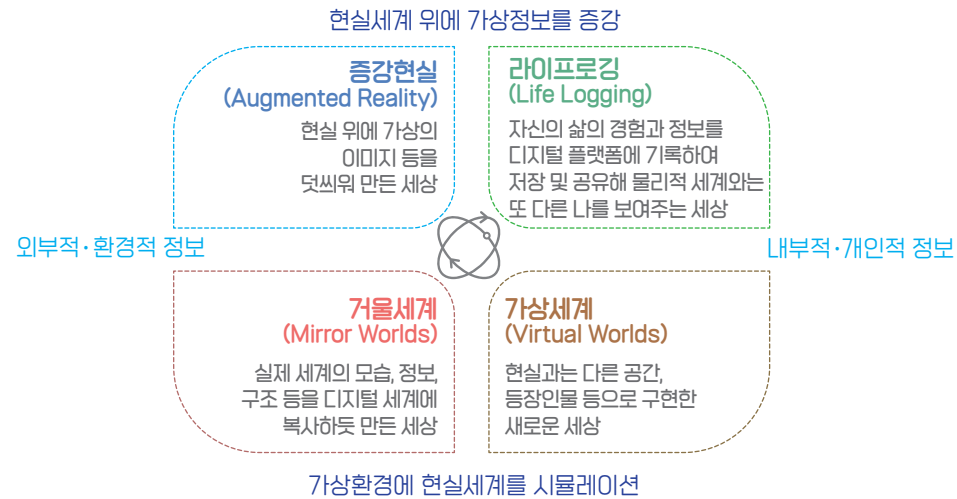 현실세계 위에 가상정보를 증강
증강현실
(Augmented Reality)
현실 위에 가상의
이미지 등을
덧씌워 만든 세상
라이프로깅
(Life Logging)
자신의 삶의 경험과 정보를
디지털 플랫폼에 기록하여
저장 및 공유해 물리적 세계와는
또 다른 나를 보여주는 세상
외부적·환경적 정보
내부적·개인적 정보
거울세계
(Mirror Worlds)
실제 세계의 모습, 정보,
구조 등을 디지털 세계에
복사하듯 만든 세상
가상세계
(Virtual Worlds)
현실과는 다른 공간,
등장인물 등으로 구현한
새로운 세상
가상환경에 현실세계를 시뮬레이션